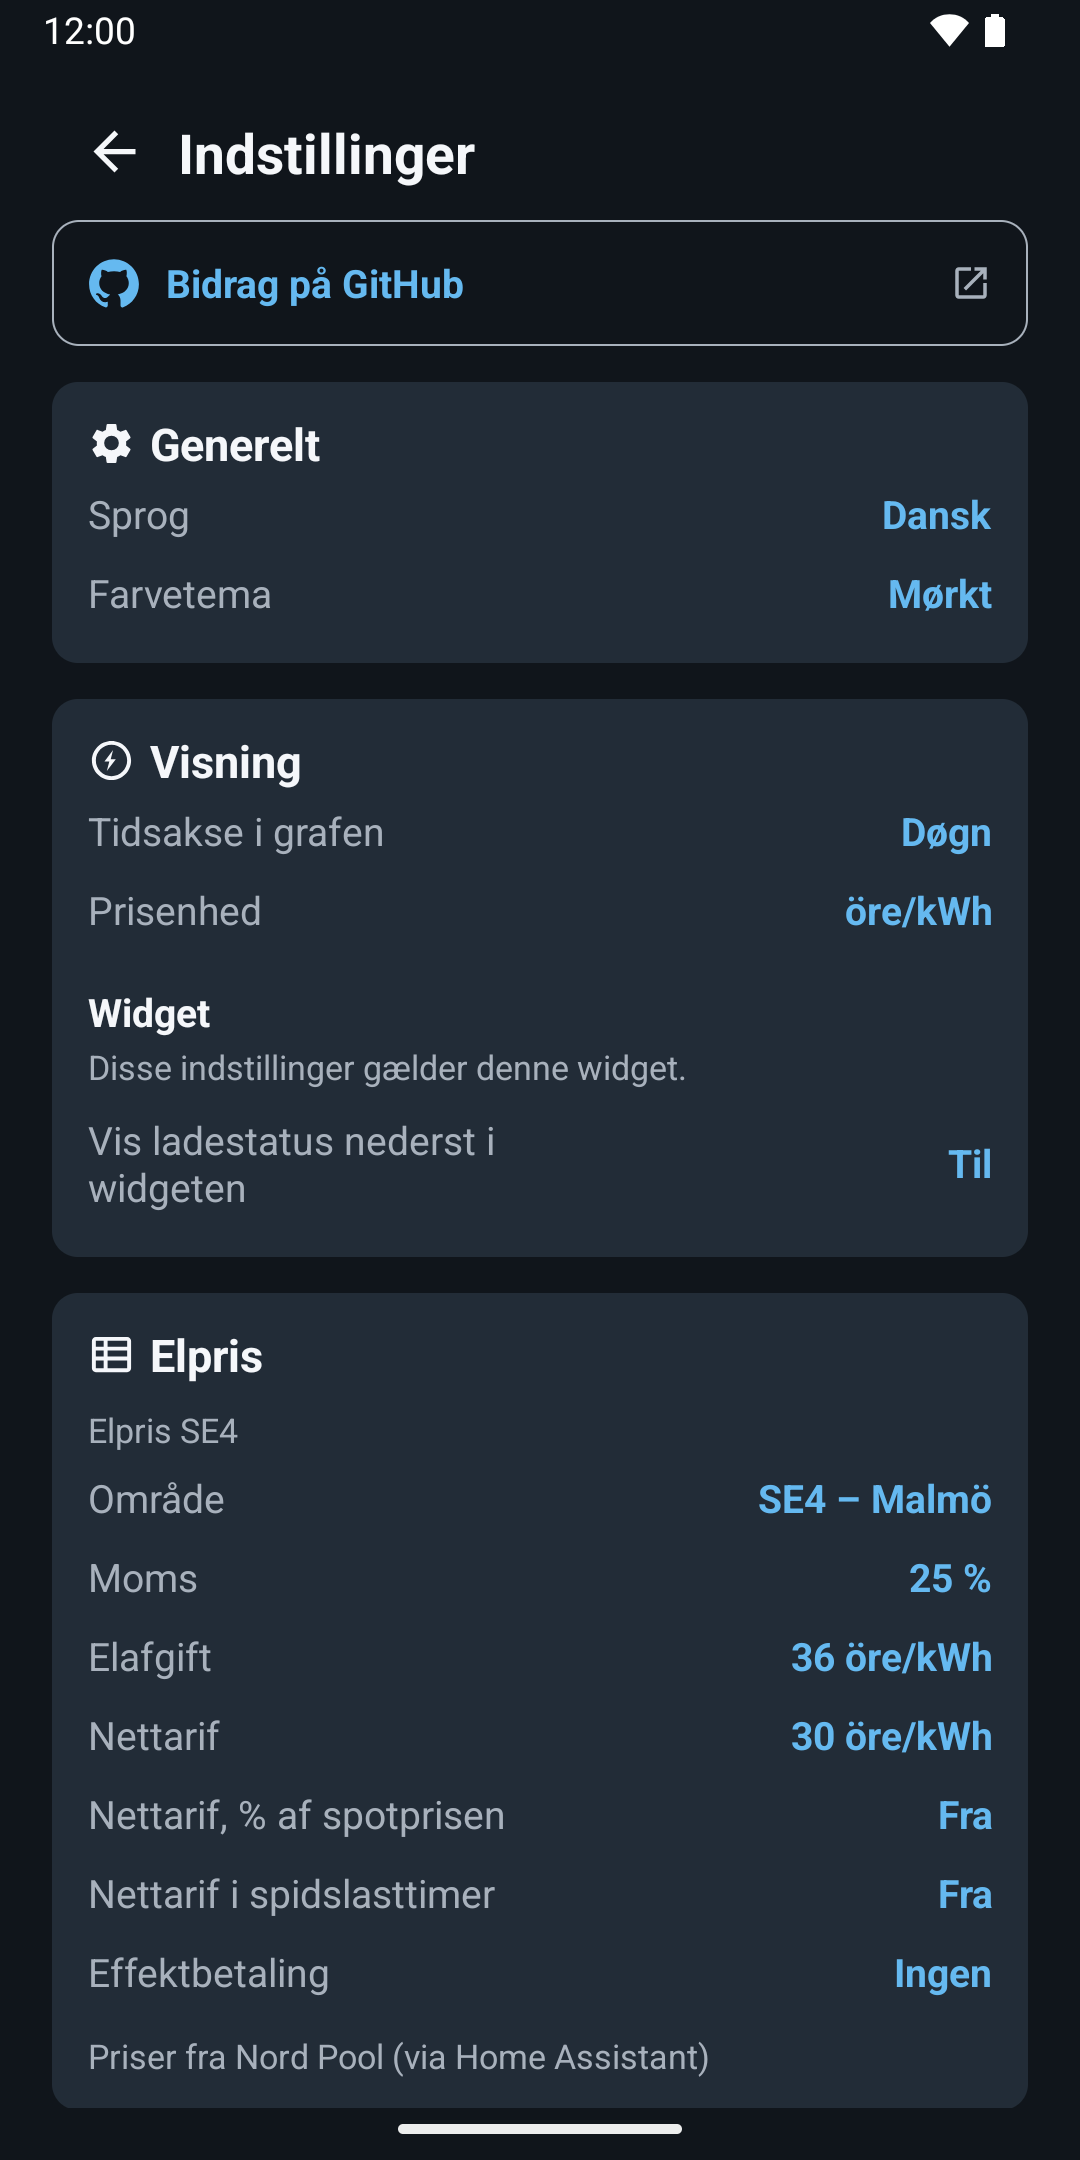 12:00
Indstillinger
Bidrag på GitHub
Generelt
Sprog
Dansk
Farvetema
Mørkt
Visning
Tidsakse i grafen
Døgn
Prisenhed
öre/kWh
Widget
Disse indstillinger gælder denne widget.
Vis ladestatus nederst i
widgeten
Til
Elpris
Elpris SE4
Område
SE4 – Malmö
Moms
25 %
Elafgift
36 öre/kWh
Nettarif
30 öre/kWh
Nettarif, % af spotprisen
Fra
Nettarif i spidslasttimer
Fra
Effektbetaling
Ingen
Priser fra Nord Pool (via Home Assistant)